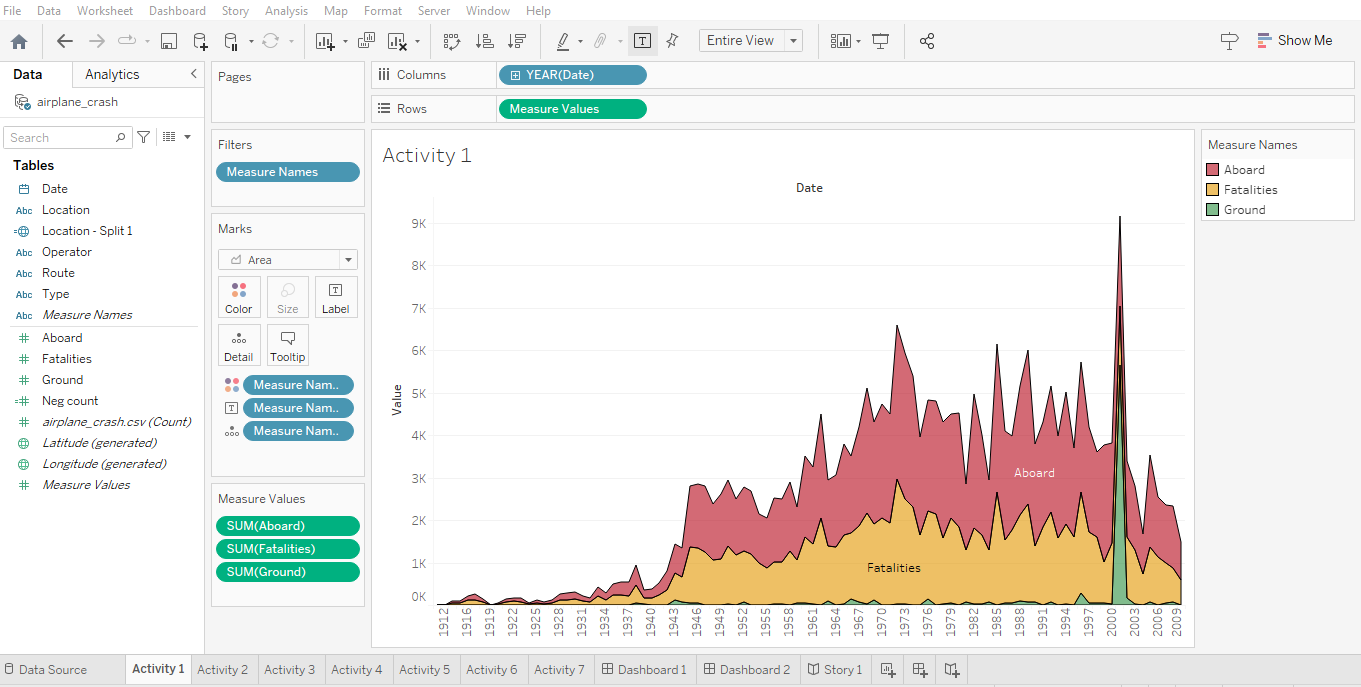 File Data Worksheet Dashboard Story Analysis Map Format Server Window Help
Entire View
Show Me
Data Analytics
airplane_crash
Search
Tables
Date
Abc Location
Location - Split 1
Abc Operator
Abc Route
Abc Type
Abc Measure Names
Aboard
Fatalities
Ground
Neg count
airplane_crash.csv (Count)
Latitude (generated)
Longitude (generated)
Measure Values
Pages
Filters
Measure Names
Marks
Area
Color Size Label
Detail Tooltip
Measure Nam..
Measure Nam..
Measure Nam..
Measure Values
SUM(Aboard)
SUM(Fatalities)
SUM(Ground)
Columns YEAR(Date)
Rows Measure Values
Activity 1
Date
Value
9K
8K
7K
6K
5K
4K
3K
2K
1K
0K
Aboard
Fatalities
1912 1916 1919 1922 1925 1928 1931 1934 1937 1940 1943 1946 1949 1952 1955 1958 1961 1964 1967 1970 1973 1976 1979 1982 1985 1988 1991 1994 1997 2000 2003 2006 2009
Measure Names
Aboard
Fatalities
Ground
Data Source Activity 1 Activity 2 Activity 3 Activity 4 Activity 5 Activity 6 Activity 7 Dashboard 1 Dashboard 2 Story 1